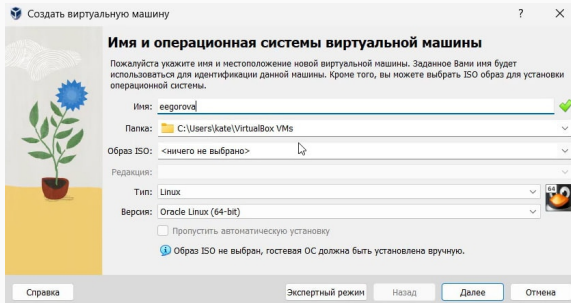 Создать виртуальную машину
Имя и операционная системы виртуальной машины
Пожалуйста укажите имя и местоположение новой виртуальной машины. Заданное Вами имя будет
использоваться для идентификации данной машины. Кроме того, вы можете выбрать ISO образ для установки
операционной системы.
Имя: eegorova
Папка: C:\Users\kate\VirtualBox VMs
Образ ISO: <ничего не выбрано>
Редакция:
Тип: Linux
64
Версия: Oracle Linux (64-bit)
Пропустить автоматическую установку
Образ ISO не выбран, гостевая ОС должна быть установлена вручную.
Справка Экспертный режим Назад Далее Отмена